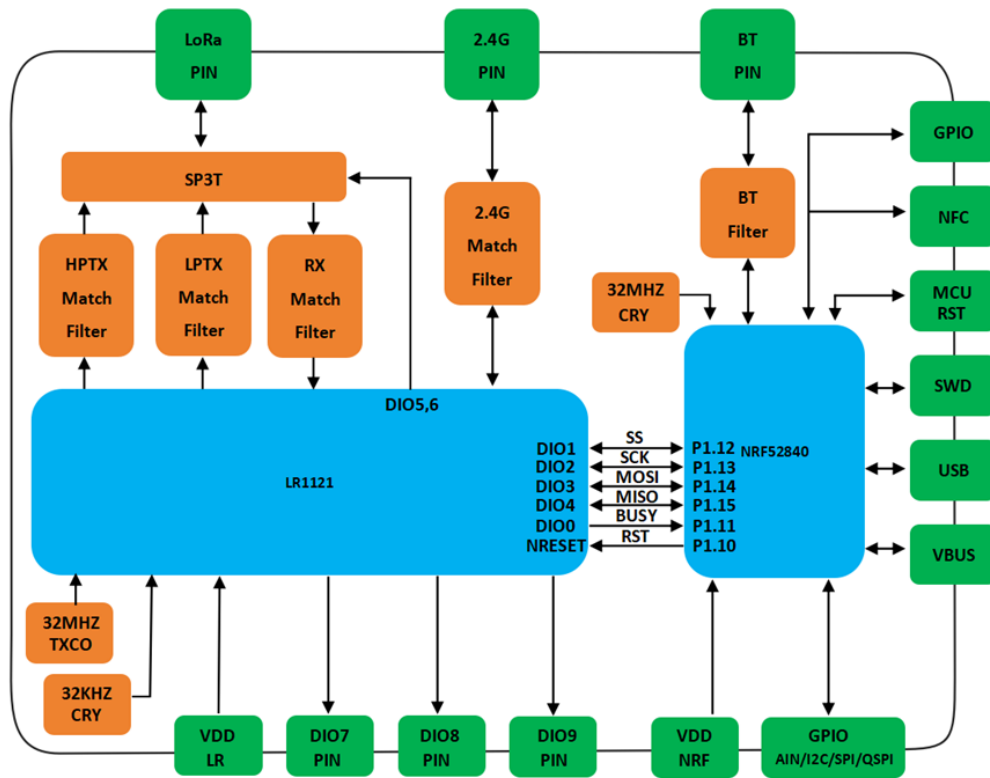 LoRa
PIN
2.4G
PIN
BT
PIN
GPIO
NFC
MCU
RST
SWD
USB
VBUS
SP3T
HPTX
Match
Filter
LPTX
Match
Filter
RX
Match
Filter
2.4G
Match
Filter
BT
Filter
32MHZ
CRY
DIO5,6
LR1121
NRF52840
DIO1 SS P1.12
DIO2 SCK P1.13
DIO3 MOSI P1.14
DIO4 MISO P1.15
DIO0 BUSY P1.11
NRESET RST P1.10
32MHZ
TXCO
32KHZ
CRY
VDD
LR
DIO7
PIN
DIO8
PIN
DIO9
PIN
VDD
NRF
GPIO
AIN/I2C/SPI/QSPI